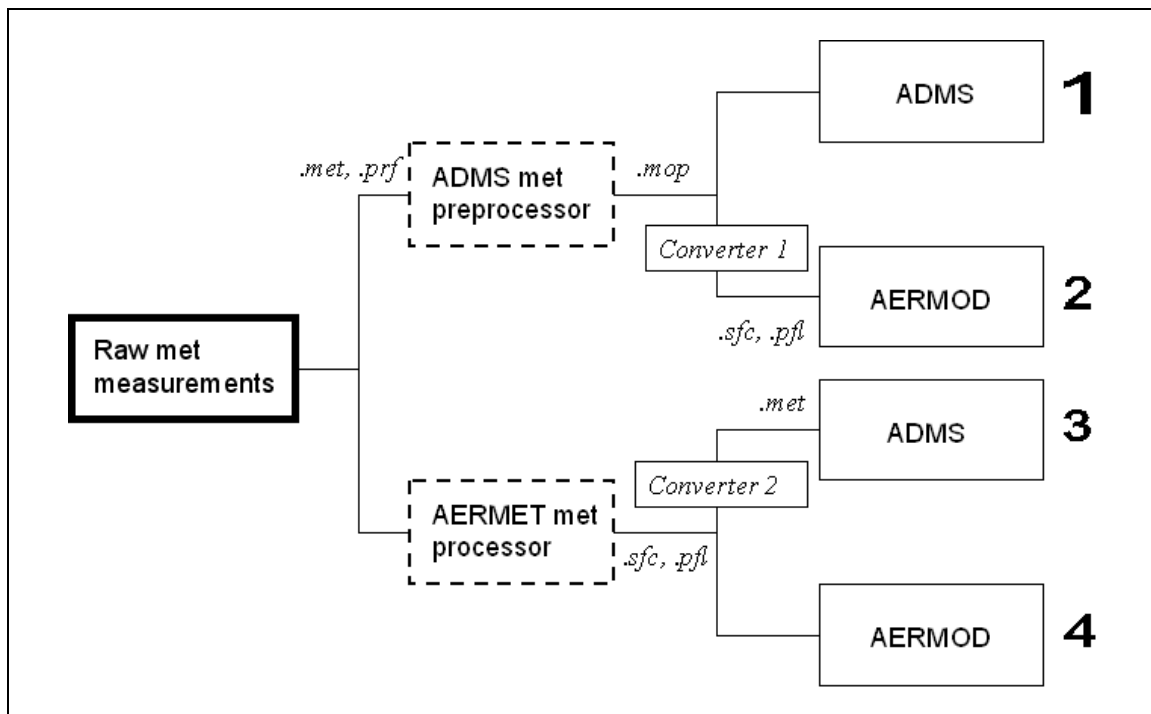 Raw met
measurements
.met, .prf
ADMS met
preprocessor
.mop
Converter 1
ADMS
1
AERMOD
2
.sfc, .pfl
AERMET met
processor
.sfc, .pfl
Converter 2
.met
ADMS
3
AERMOD
4